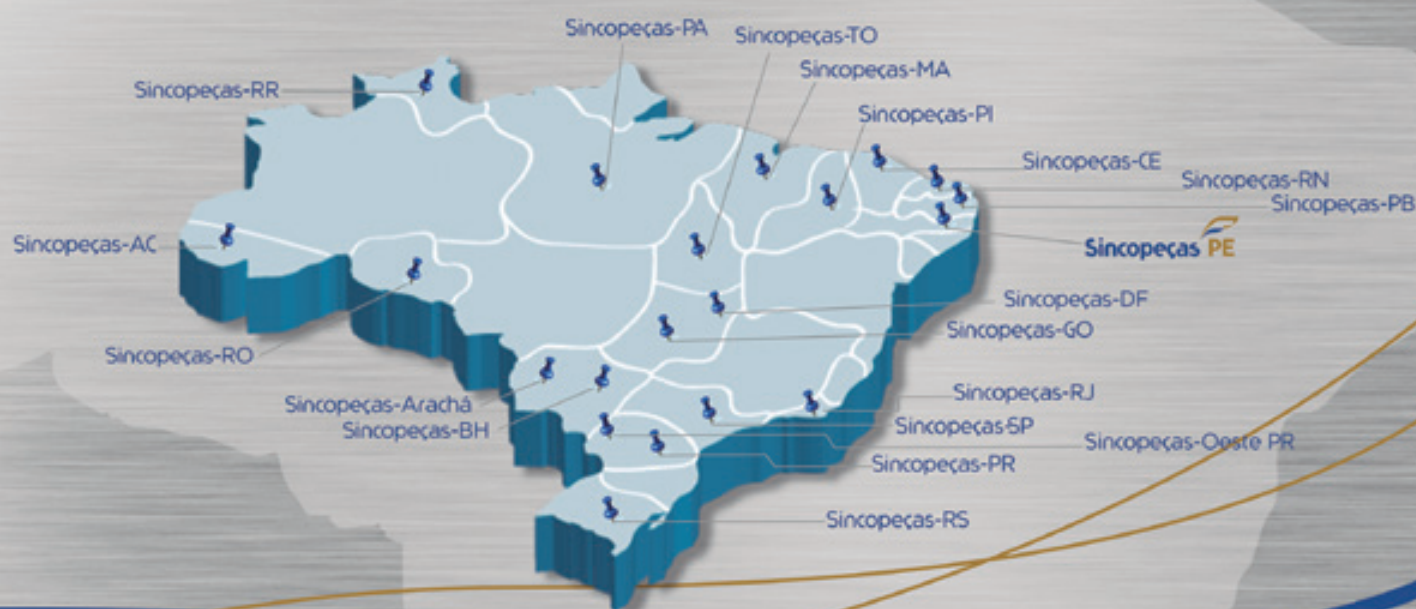 Sincopeças-PA
Sincopeças-TO
Sincopeças-MA
Sincopeças-RR
Sincopeças-PI
Sincopeças-CE
Sincopeças-RN
Sincopeças-PB
Sincopeças-AC
Sincopeças PE
Sincopeças-DF
Sincopeças-GO
Sincopeças-RO
Sincopeças-RJ
Sincopeças-Arachá
Sincopeças-BH
Sincopeças-SP
Sincopeças-Oeste PR
Sincopeças-PR
Sincopeças-RS